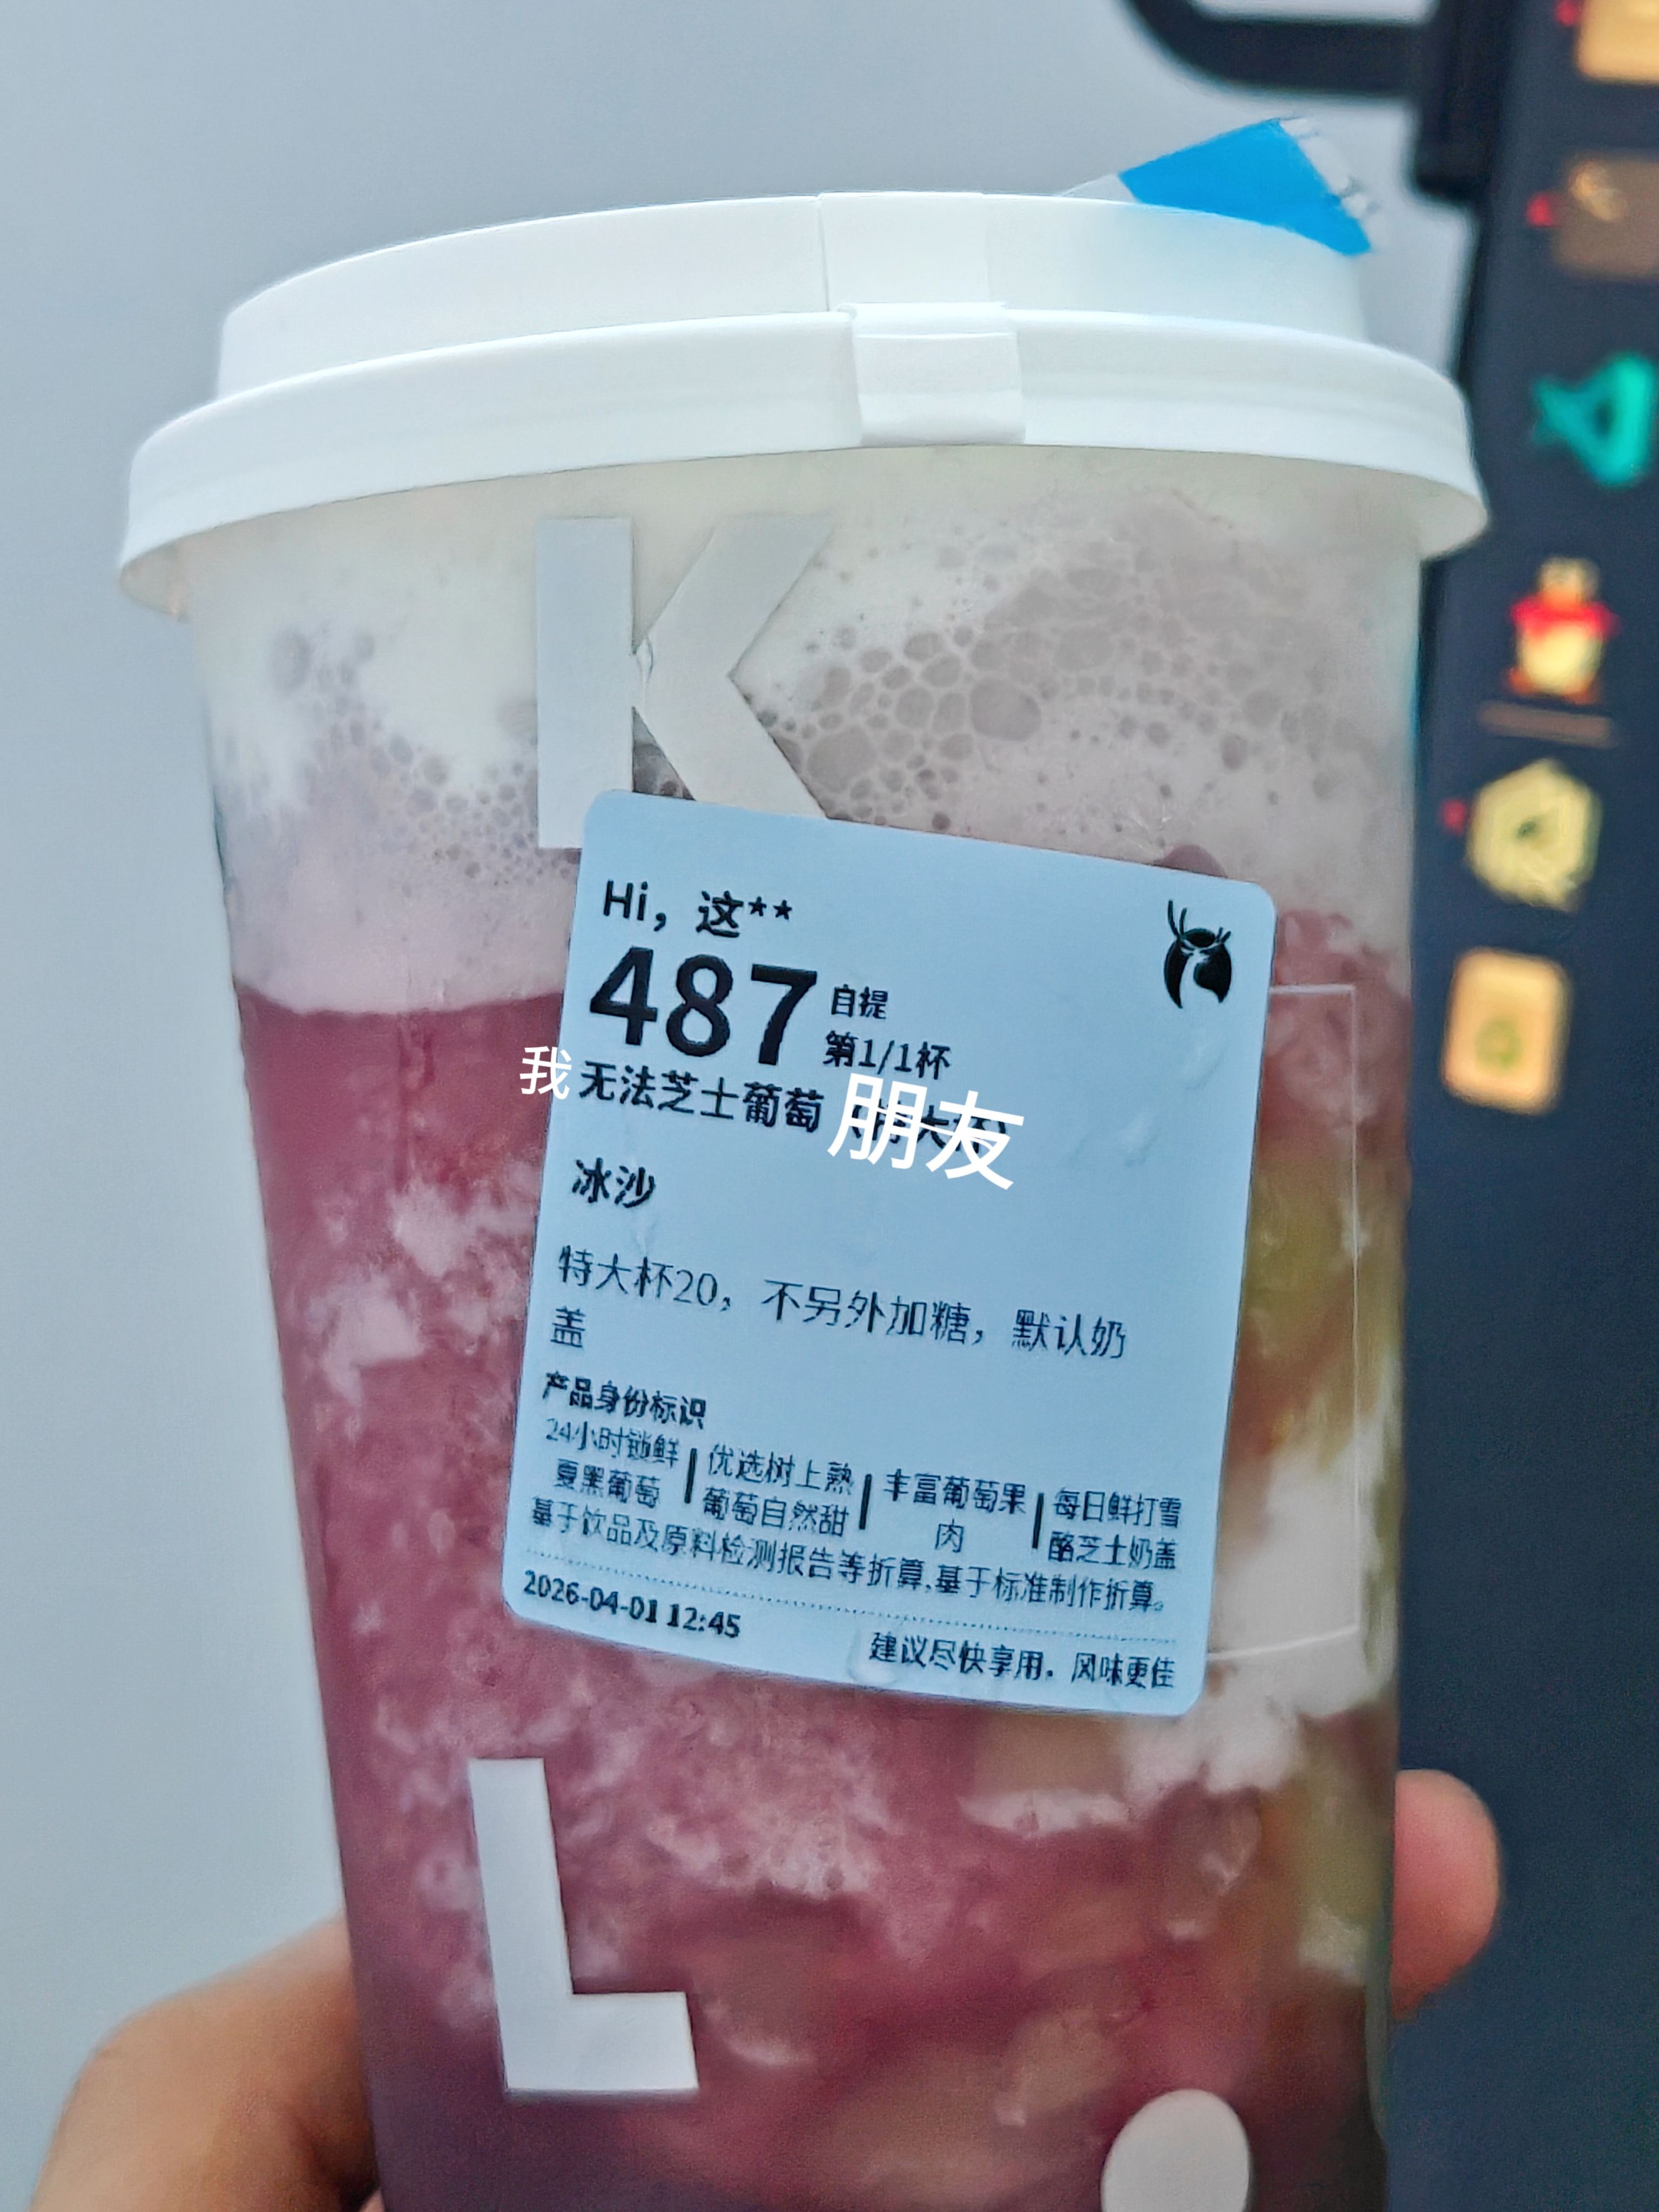 K
Hi，这**
487 自提
第1/1杯
我无法芝士葡萄朋友
冰沙
特大杯20，不另外加糖，默认奶
盖
产品身份标识
24小时锁鲜夏黑葡萄|优选树上熟葡萄自然甜|丰富葡萄果肉|每日鲜打雪酪芝士奶盖
基于饮品及原料检测报告等折算,基于标准制作折算。
2026-04-01 12:45
建议尽快享用，风味更佳
L